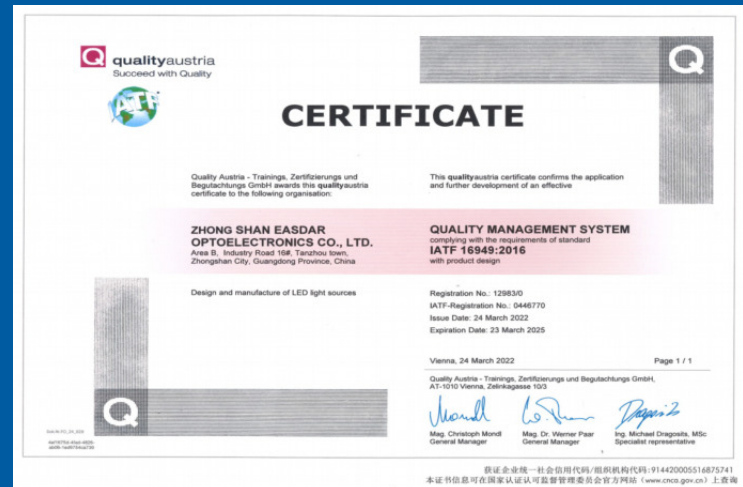 Q qualityaustria
Succeed with Quality
IATF
Q
CERTIFICATE
Quality Austria - Trainings, Zertifizierungs und
Begutachtungs GmbH awards this qualityaustria
certificate to the following organisation:
This qualityaustria certificate confirms the application
and further development of an effective
ZHONG SHAN EASDAR
OPTOELECTRONICS CO., LTD.
Area B, Industry Road 16#, Tanzhou town,
Zhongshan City, Guangdong Province, China
QUALITY MANAGEMENT SYSTEM
complying with the requirements of standard
IATF 16949:2016
with product design
Design and manufacture of LED light sources
Registration No.: 12983/0
IATF-Registration No.: 0446770
Issue Date: 24 March 2022
Expiration Date: 23 March 2025
Vienna, 24 March 2022
Page 1 / 1
Quality Austria - Trainings, Zertifizierungs und Begutachtungs GmbH,
AT-1010 Vienna, Zelinkagasse 10/3
Q
Mag. Christoph Mondl
General Manager
Mag. Dr. Werner Paar
General Manager
Ing. Michael Dragosits, MSc
Specialist representative
获证企业统一社会信用代码/组织机构代码:914420005516875741
本证书信息可在国家认证认可监督管理委员会官方网站（www.cnca.gov.cn）上查询